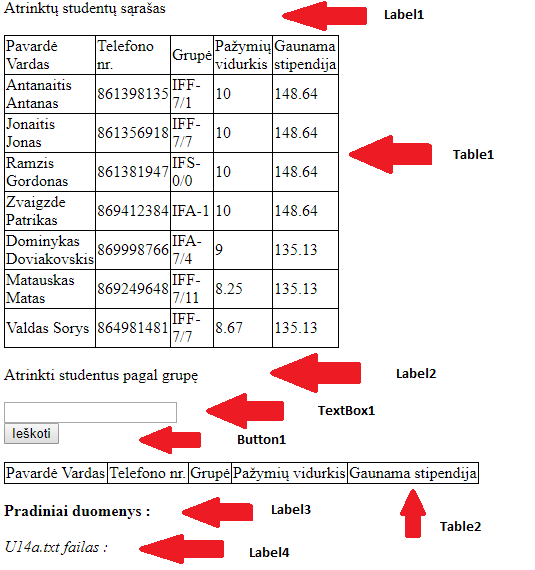 Atrinktų studentų sąrašas
Label1
Pavardė Vardas Telefono nr. Grupė Pažymių vidurkis Gaunama stipendija
Antanaitis Antanas 861398135 IFF-7/1 10 148.64
Jonaitis Jonas 861356918 IFF-7/7 10 148.64
Table1
Ramzis Gordonas 861381947 IFS-0/0 10 148.64
Zvaigzde Patrikas 869412384 IFA-1 10 148.64
Dominykas Doviakovskis 869998766 IFA-7/4 9 135.13
Matauskas Matas 869249648 IFF-7/11 8.25 135.13
Valdas Sorys 864981481 IFF-7/7 8.67 135.13
Atrinkti studentus pagal grupę
Label2
TextBox1
Ieškoti
Button1
Pavardė Vardas Telefono nr. Grupė Pažymių vidurkis Gaunama stipendija
Pradiniai duomenys :
Label3
Table2
U14a.txt failas :
Label4